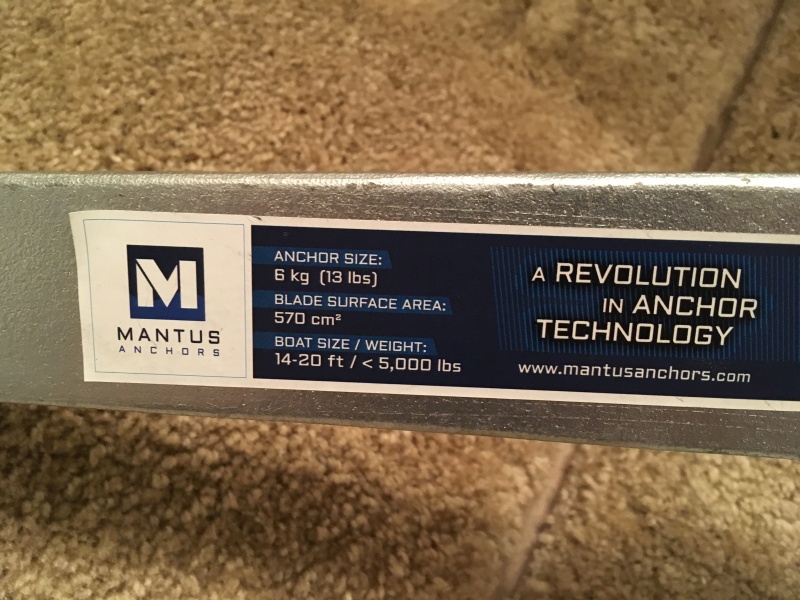 M
MANTUS
ANCHORS
ANCHOR SIZE:
6 kg (13 lbs)
BLADE SURFACE AREA:
570 cm²
BOAT SIZE / WEIGHT:
14-20 ft / < 5,000 lbs
A REVOLUTION
IN ANCHOR
TECHNOLOGY
www.mantusanchors.com